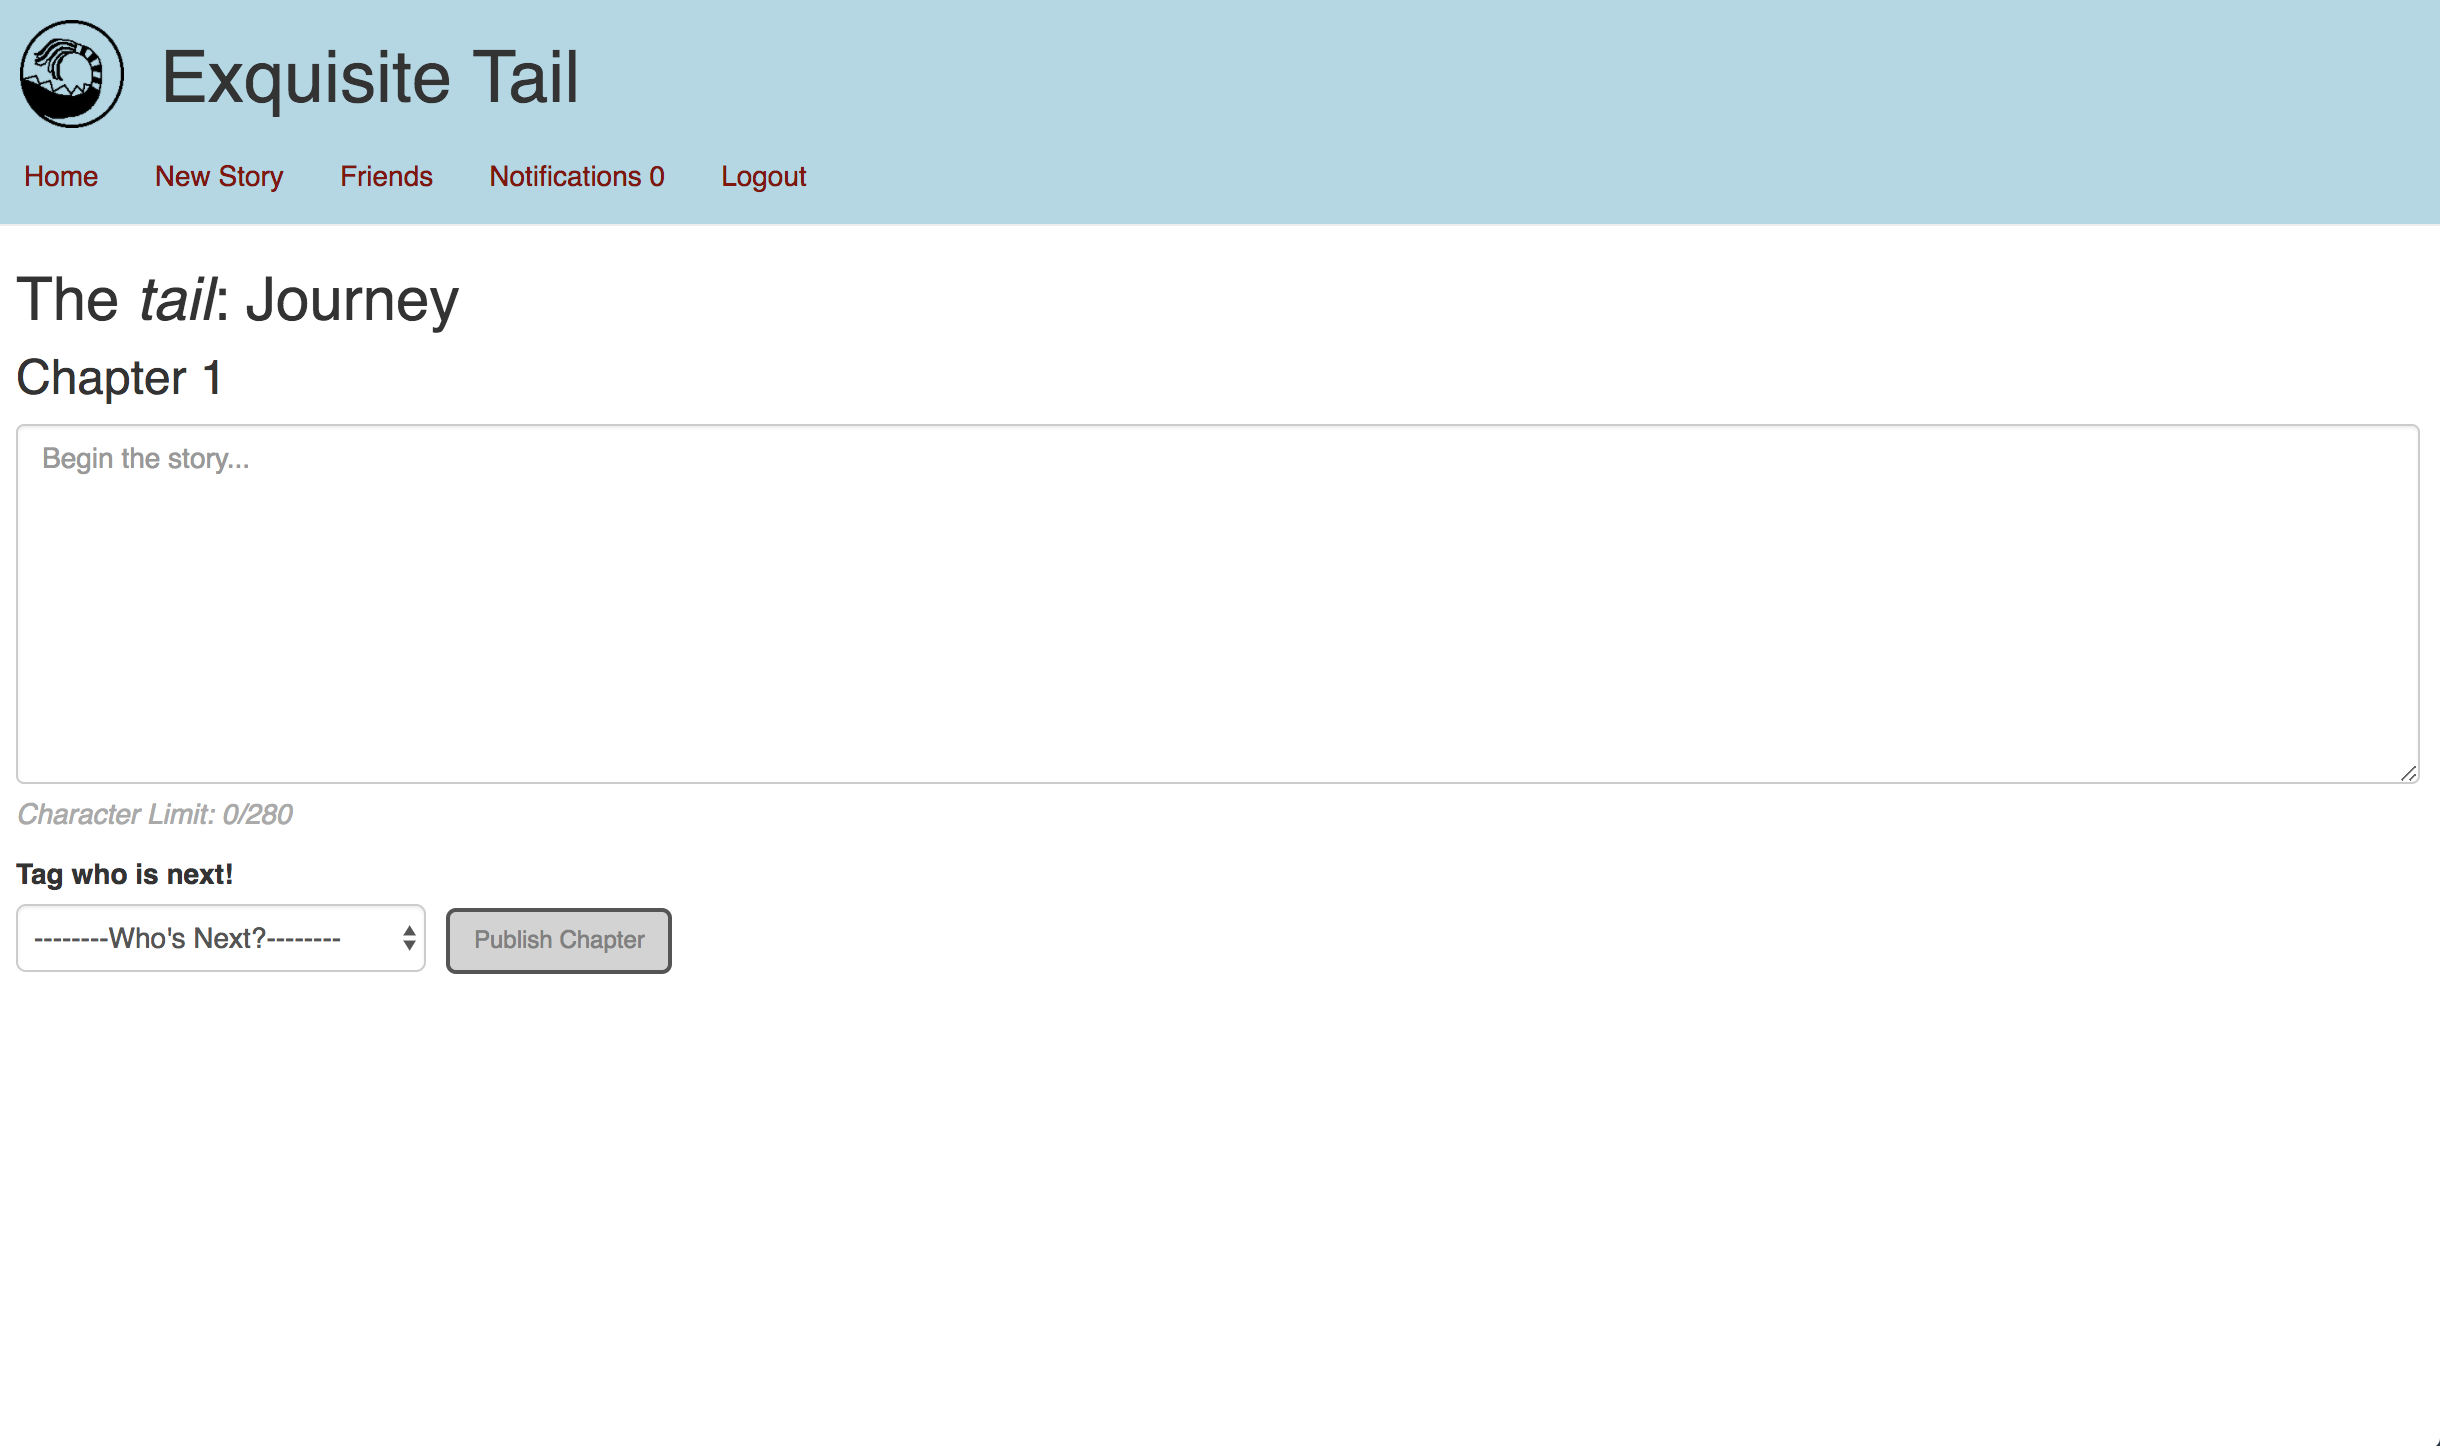 Exquisite Tail
Home New Story Friends Notifications 0 Logout
The tail: Journey
Chapter 1
Begin the story...
Character Limit: 0/280
Tag who is next!
--------Who's Next?-------- Publish Chapter